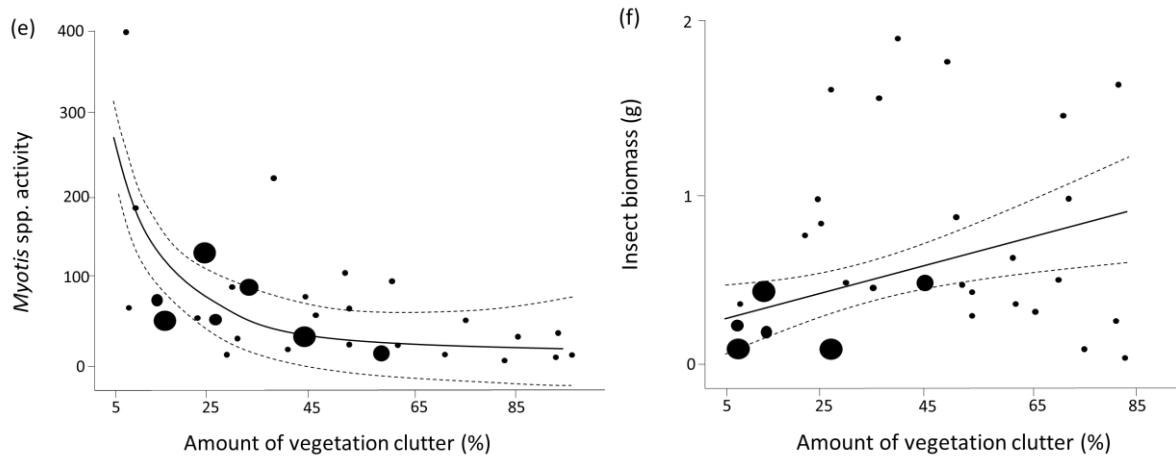 (e)
400
300
200
100
0
Myotis spp. activity
5 25 45 65 85
Amount of vegetation clutter (%)
(f)
2
1
0
Insect biomass (g)
5 25 45 65 70 85
Amount of vegetation clutter (%)